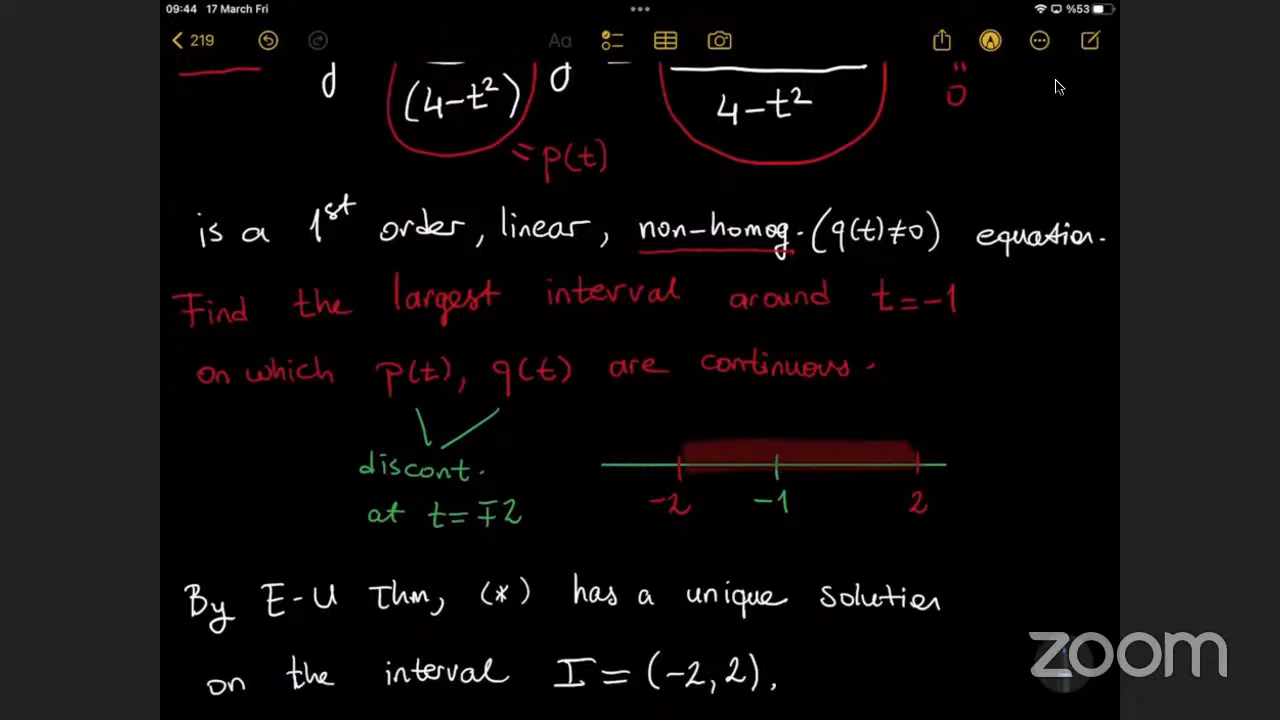 09:44 17 March Fri %53
219 Aa
(4-t²) 4-t² 0
= p(t)
is a 1st order, linear, non-homog. (q(t)≠0) equation.
Find the largest interval around t=-1
on which p(t), q(t) are continuous.
discont.
at t=∓2
-2 -1 2
By E-U Thm, (*) has a unique solution
on the interval I = (-2, 2).
zoom